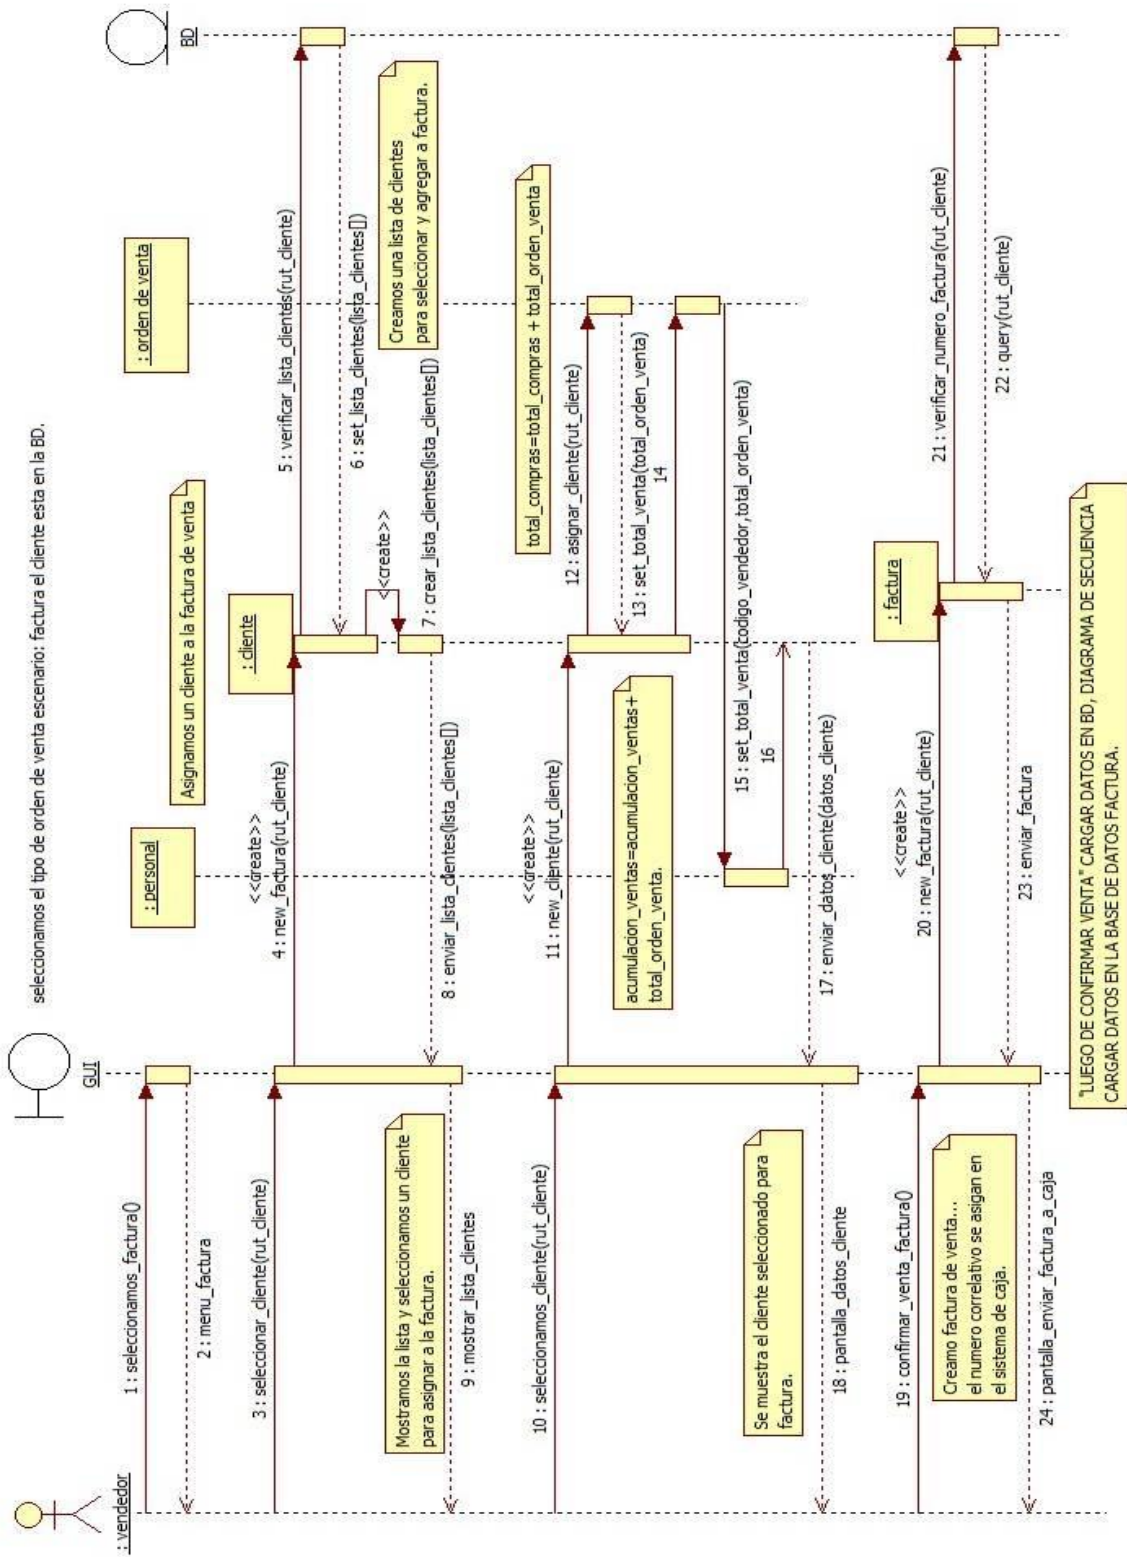 seleccionamos el tipo de orden de venta escenario: factura el cliente esta en la BD.
: vendedor
GUI
: personal
: cliente
: orden de venta
BD
Asignamos un cliente a la factura de venta
1 : seleccionamos_factura()
2 : menu_factura
3 : seleccionar_cliente(rut_cliente)
<<create>>
4 : new_factura(rut_cliente)
5 : verificar_lista_clientes(rut_cliente)
6 : set_lista_clientes(lista_clientes[])
<<create>>
7 : crear_lista_clientes(lista_clientes[])
Creamos una lista de clientes
para seleccionar y agregar a factura.
8 : enviar_lista_clientes(lista_clientes[])
Mostramos la lista y seleccionamos un cliente
para asignar a la factura.
9 : mostrar_lista_clientes
10 : seleccionamos_cliente(rut_cliente)
<<create>>
11 : new_cliente(rut_cliente)
total_compras=total_compras + total_orden_venta
12 : asignar_cliente(rut_cliente)
13 : set_total_venta(total_orden_venta)
14
acumulacion_ventas=acumulacion_ventas+
total_orden_venta.
15 : set_total_venta(codigo_vendedor,total_orden_venta)
16
17 : enviar_datos_cliente(datos_cliente)
Se muestra el cliente seleccionado para
factura.
18 : pantalla_datos_cliente
: factura
19 : confirmar_venta_factura()
<<create>>
20 : new_factura(rut_cliente)
21 : verificar_numero_factura(rut_cliente)
22 : query(rut_cliente)
23 : enviar_factura
Creamo factura de venta...
el numero correlativo se asigan en
el sistema de caja.
24 : pantalla_enviar_factura_a_caja
"LUEGO DE CONFIRMAR VENTA" CARGAR DATOS EN BD, DIAGRAMA DE SECUENCIA
CARGAR DATOS EN LA BASE DE DATOS FACTURA.